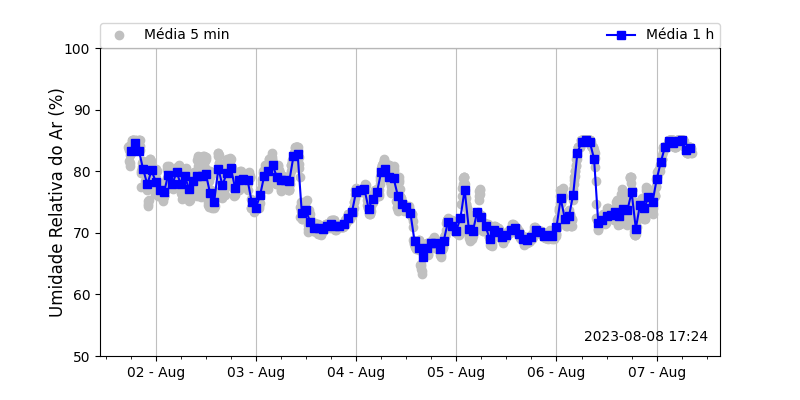 Média 5 min Média 1 h
Umidade Relativa do Ar (%)
100
90
80
70
60
50
2023-08-08 17:24
02 - Aug 03 - Aug 04 - Aug 05 - Aug 06 - Aug 07 - Aug